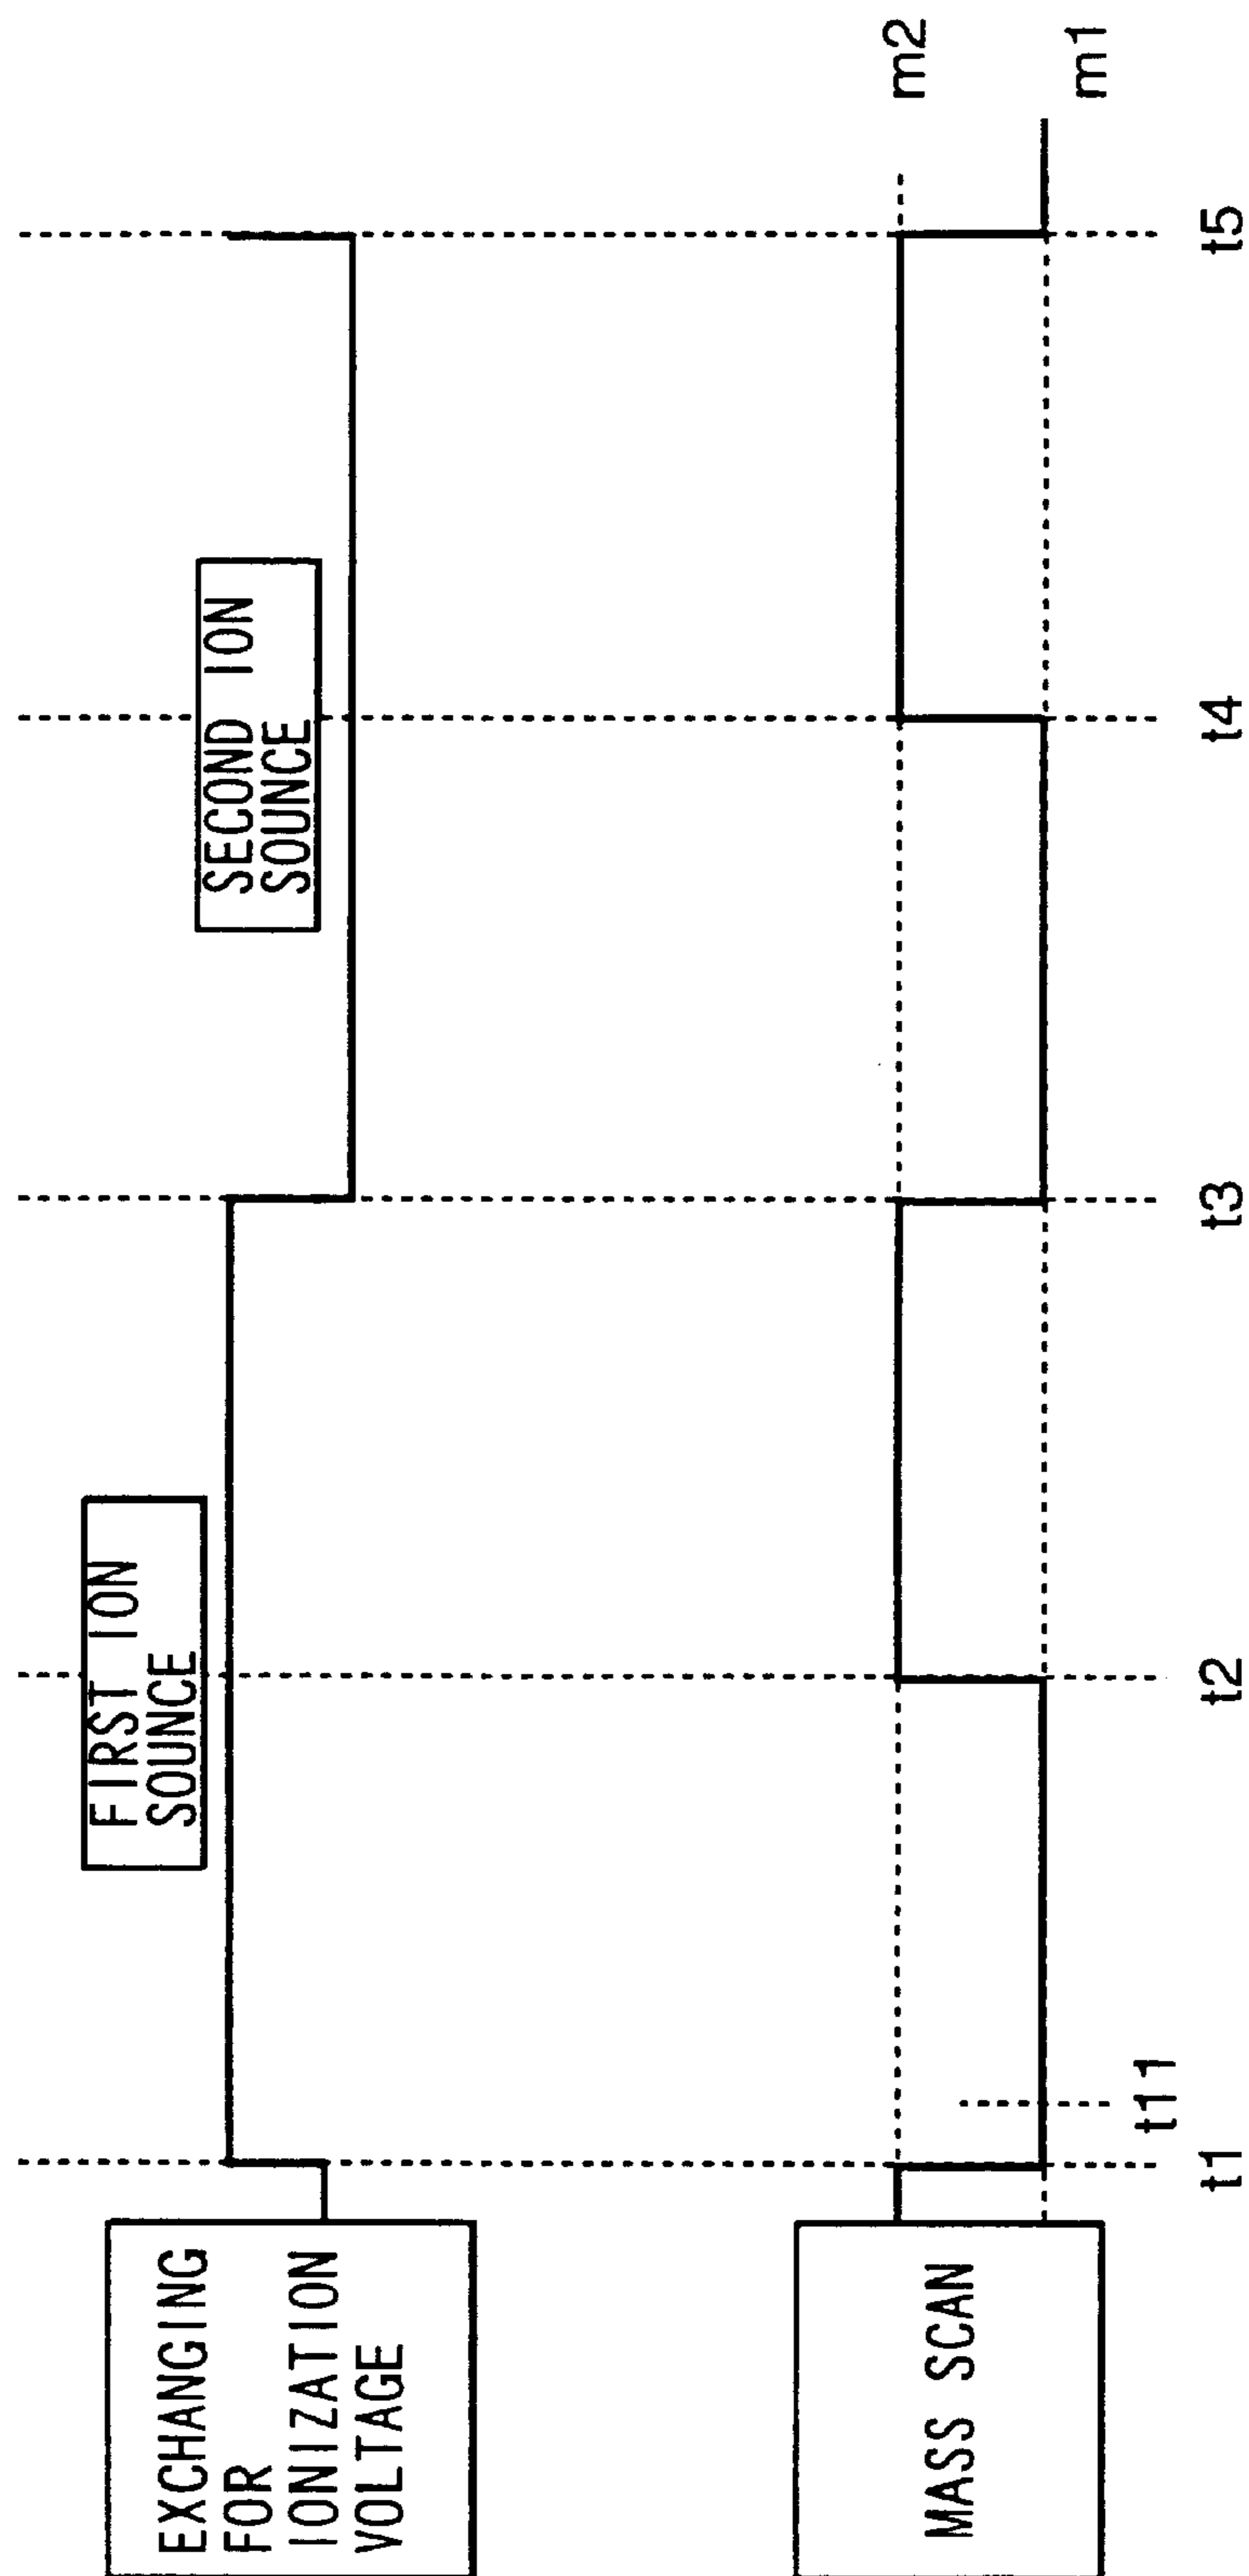 FIRST ION
SOUNCE
SECOND ION
SOUNCE
EXCHANGING
FOR
IONIZATION
VOLTAGE
MASS SCAN
m2
m1
t11
t1
t2
t3
t4
t5